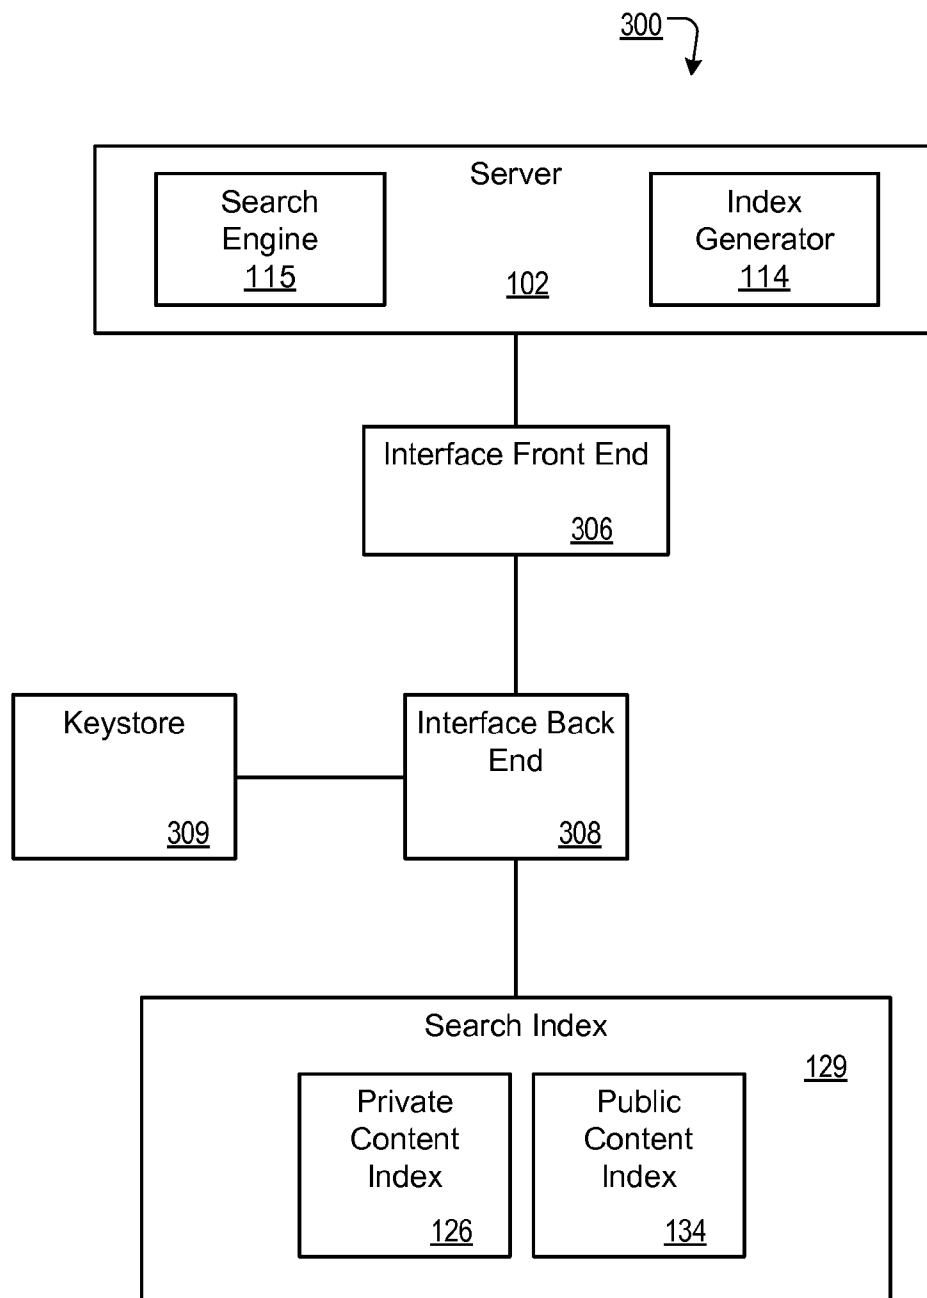 300
Server
Search
Engine
115
102
Index
Generator
114
Interface Front End
306
Keystore
309
Interface Back
End
308
Search Index
129
Private
Content
Index
126
Public
Content
Index
134